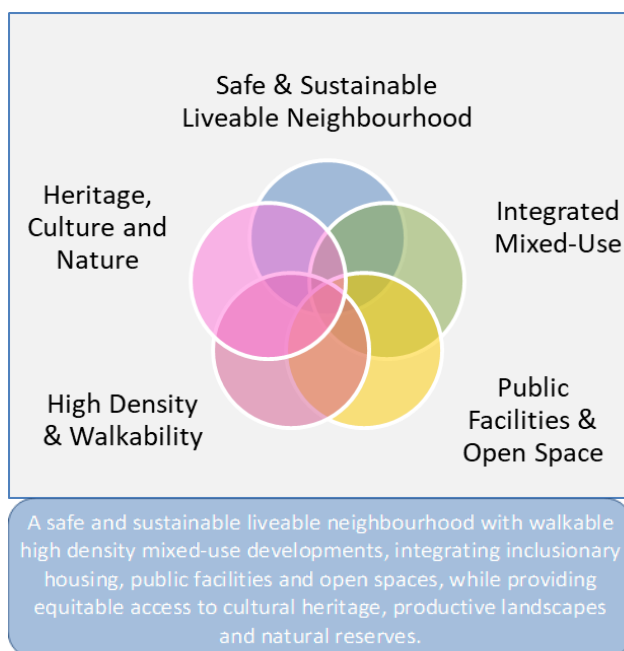 Safe & Sustainable
Liveable Neighbourhood
Heritage,
Culture and
Nature
Integrated
Mixed-Use
High Density
& Walkability
Public
Facilities &
Open Space
A safe and sustainable liveable neighbourhood with walkable
high density mixed-use developments, integrating inclusionary
housing, public facilities and open spaces, while providing
equitable access to cultural heritage, productive landscapes
and natural reserves.